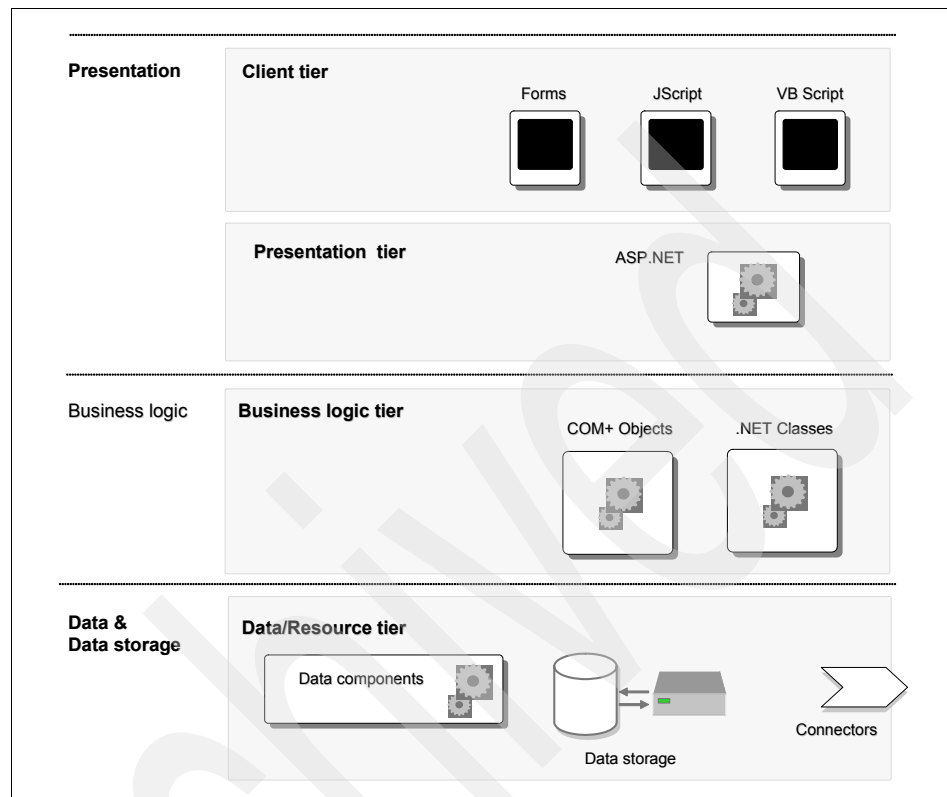 Presentation
Client tier
Forms
JScript
VB Script
Presentation tier
ASP.NET
Business logic
Business logic tier
COM+ Objects
.NET Classes
Data &
Data storage
Data/Resource tier
Data components
Data storage
Connectors